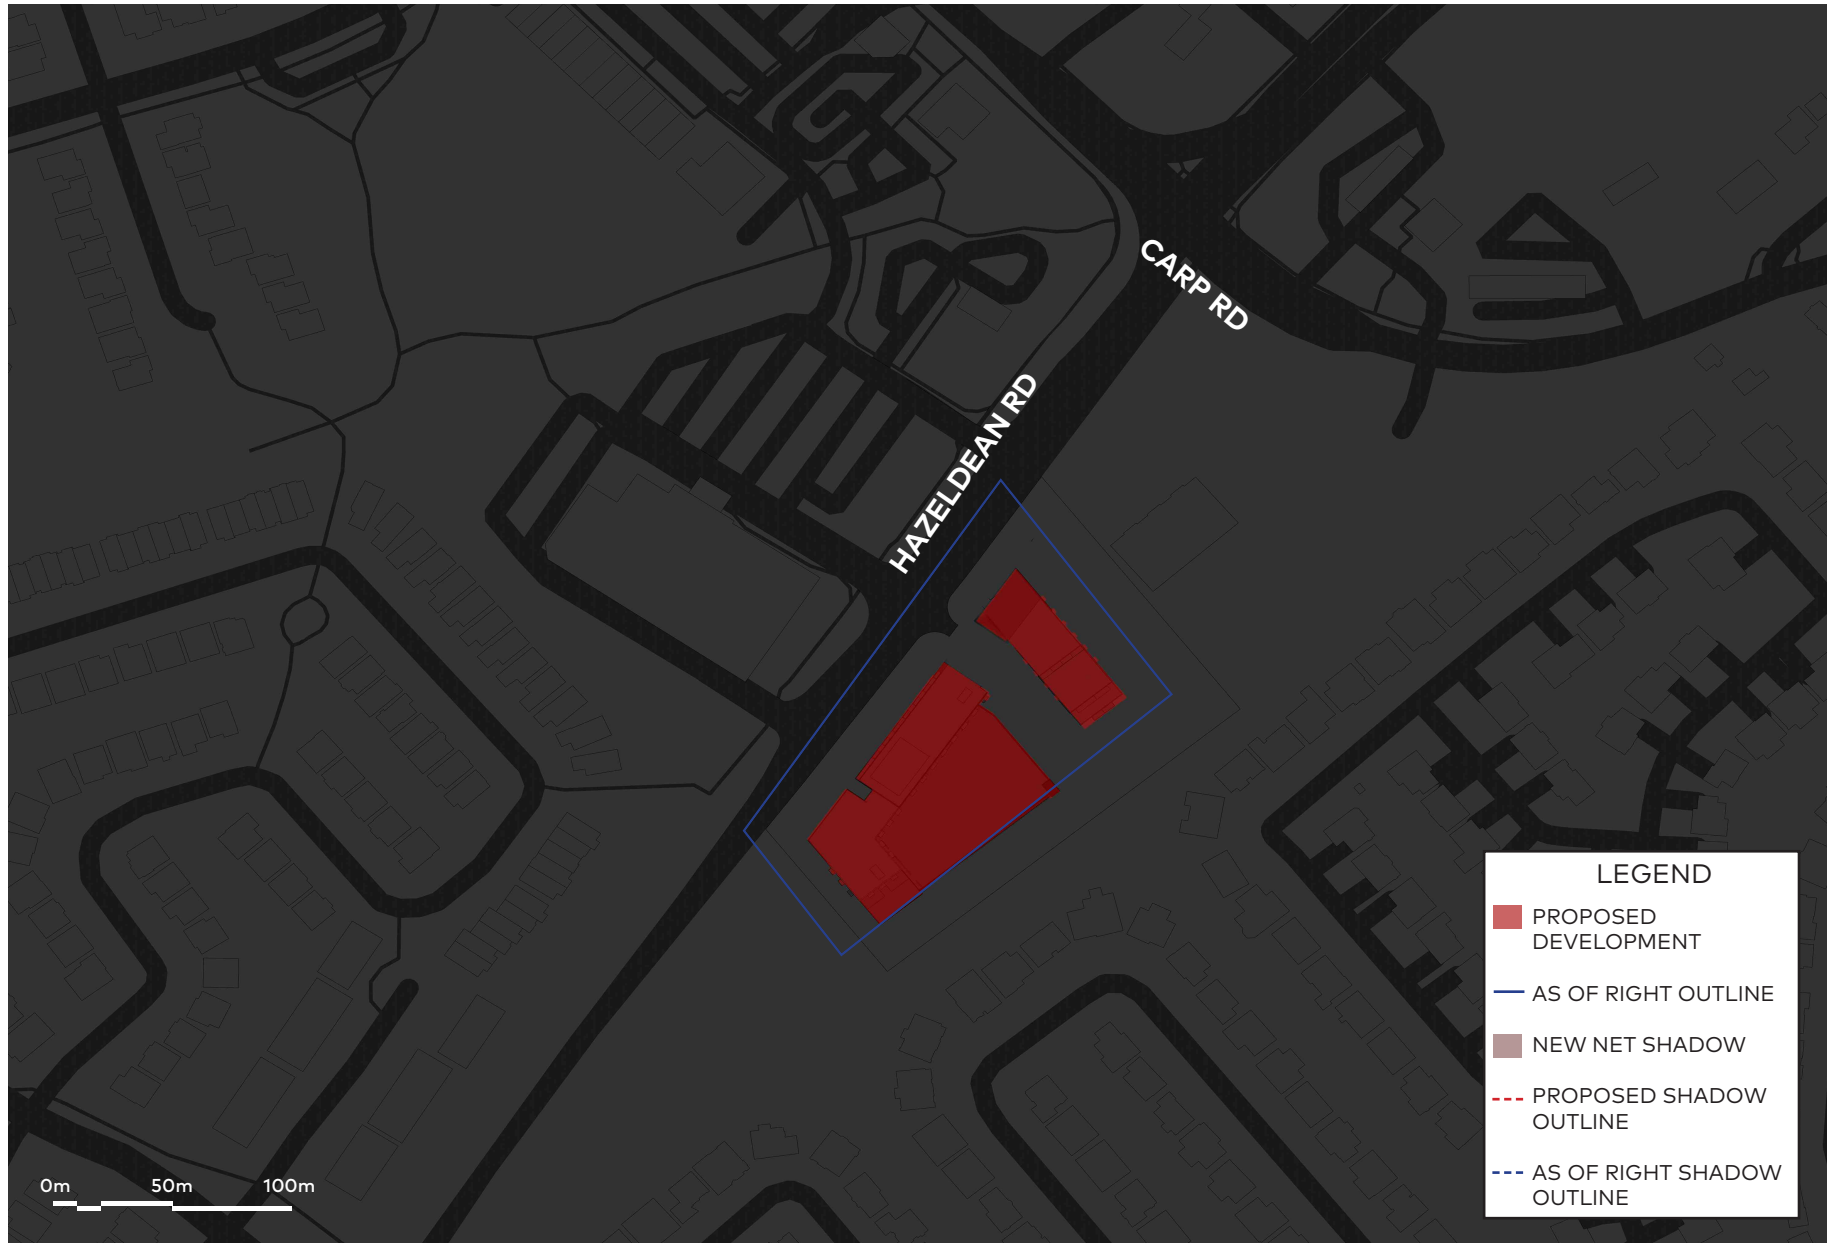 CARP RD
HAZELDEAN RD
LEGEND
PROPOSED
DEVELOPMENT
AS OF RIGHT OUTLINE
NEW NET SHADOW
PROPOSED SHADOW
OUTLINE
AS OF RIGHT SHADOW
OUTLINE
0m 50m 100m